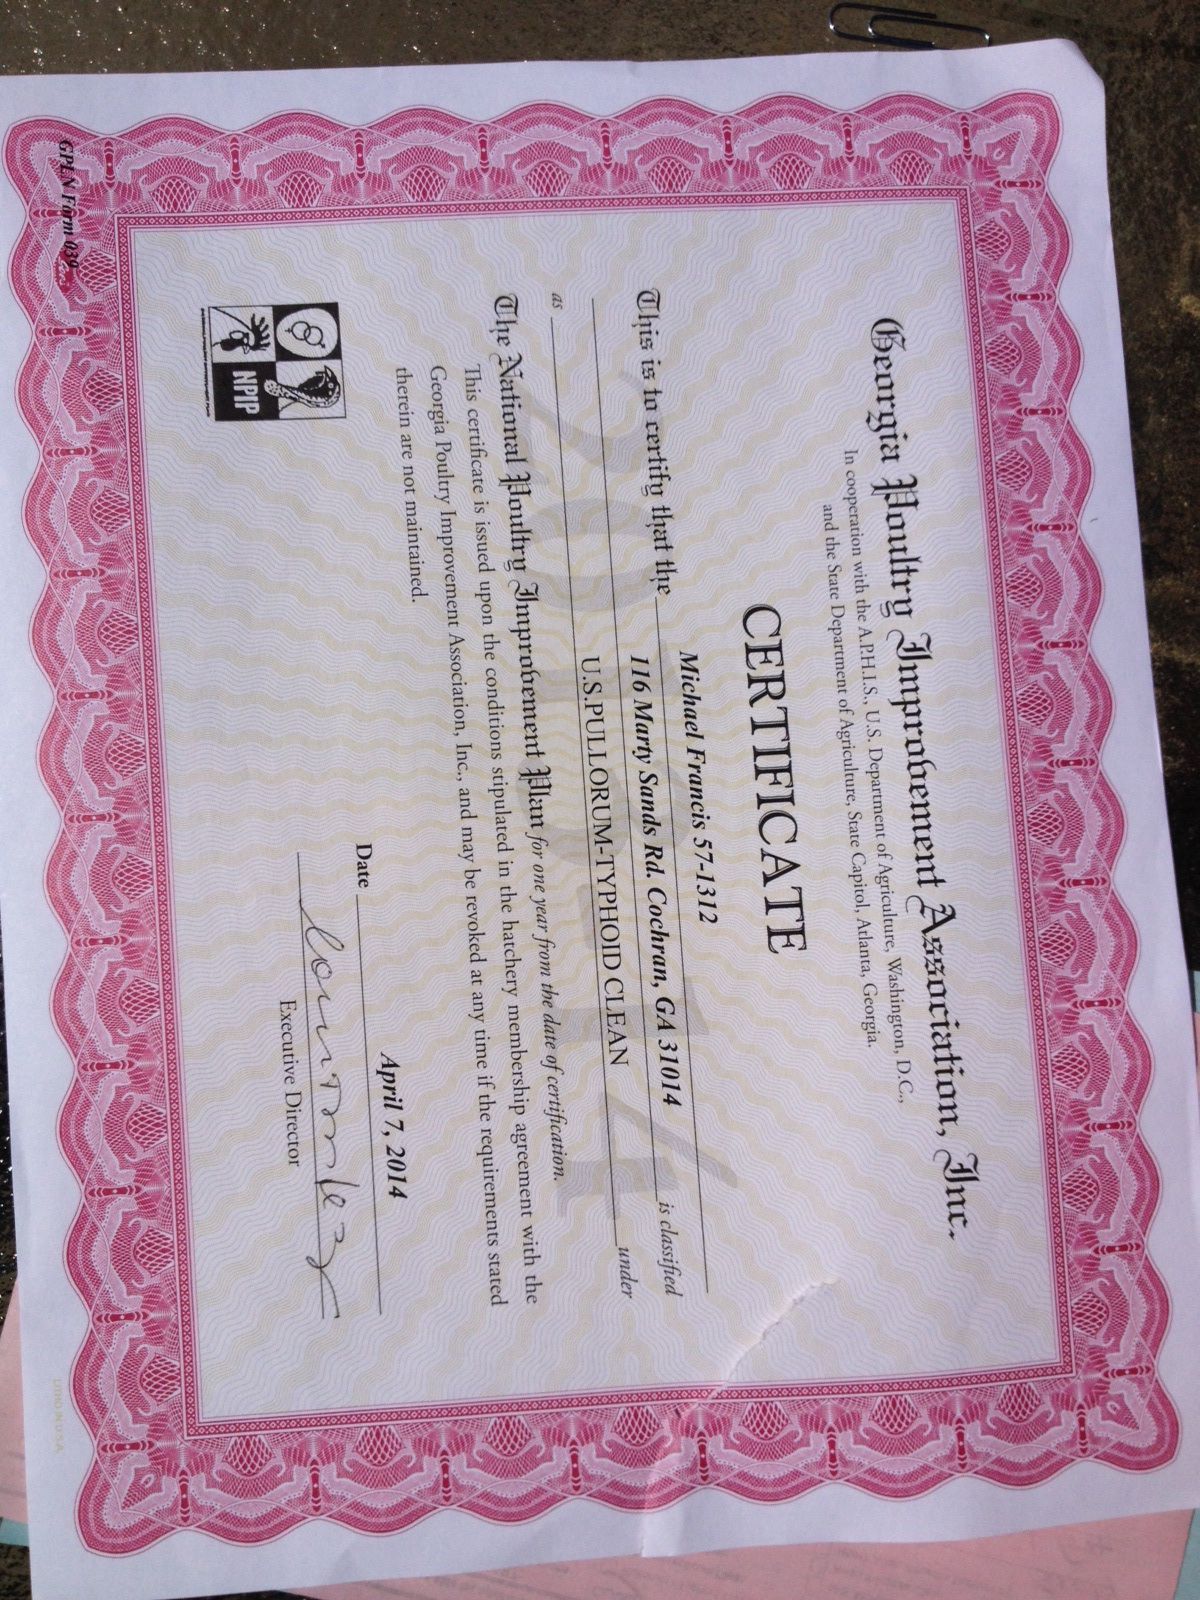 Georgia Poultry Improvement Association, Inc.
In cooperation with the A.P.H.I.S., U.S. Department of Agriculture, Washington, D.C.,
and the State Department of Agriculture, State Capitol, Atlanta, Georgia.
CERTIFICATE
Michael Francis 57-1312
This is to certify that the
116 Marty Sands Rd. Cochran, GA 31014 is classified
as U.S.PULLORUM-TYPHOID CLEAN under
The National Poultry Improvement Plan for one year from the date of certification.
This certificate is issued upon the conditions stipulated in the hatchery membership agreement with the
Georgia Poultry Improvement Association, Inc., and may be revoked at any time if the requirements stated
therein are not maintained.
Date April 7, 2014
Executive Director
NPIP
GPLN Form 039
LITHO IN U.S.A.